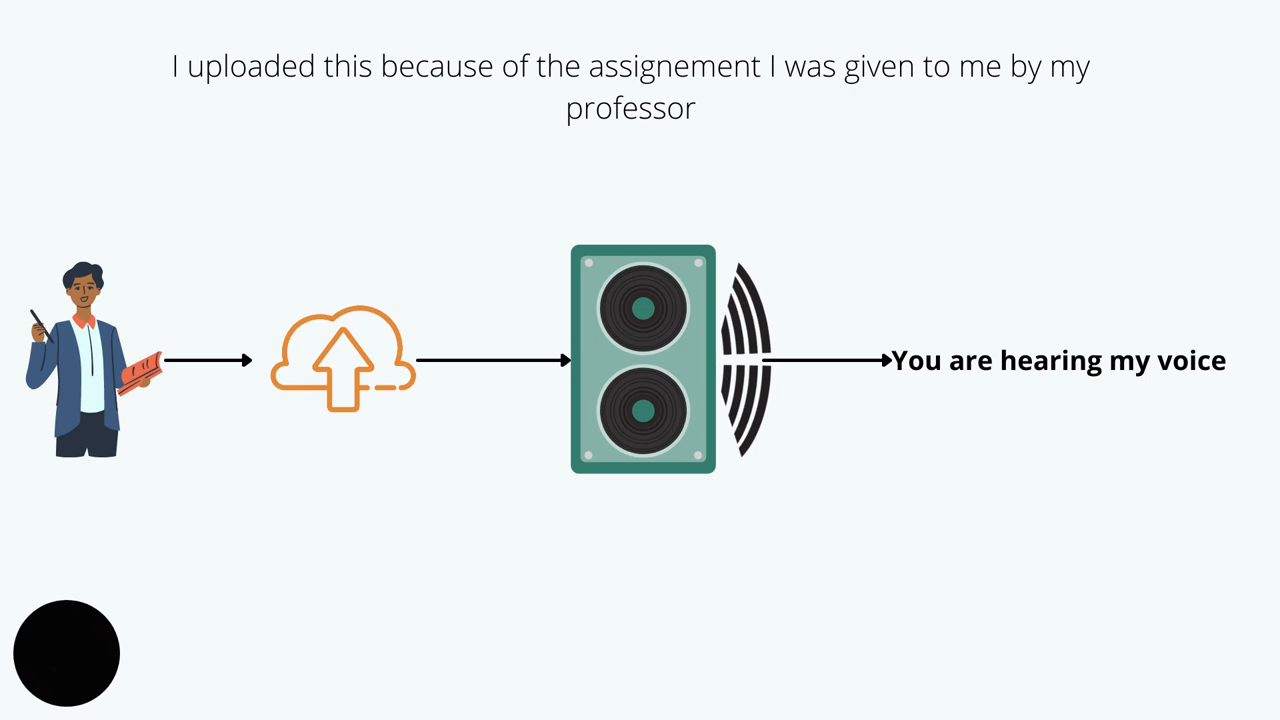 I uploaded this because of the assignement I was given to me by my
professor
You are hearing my voice